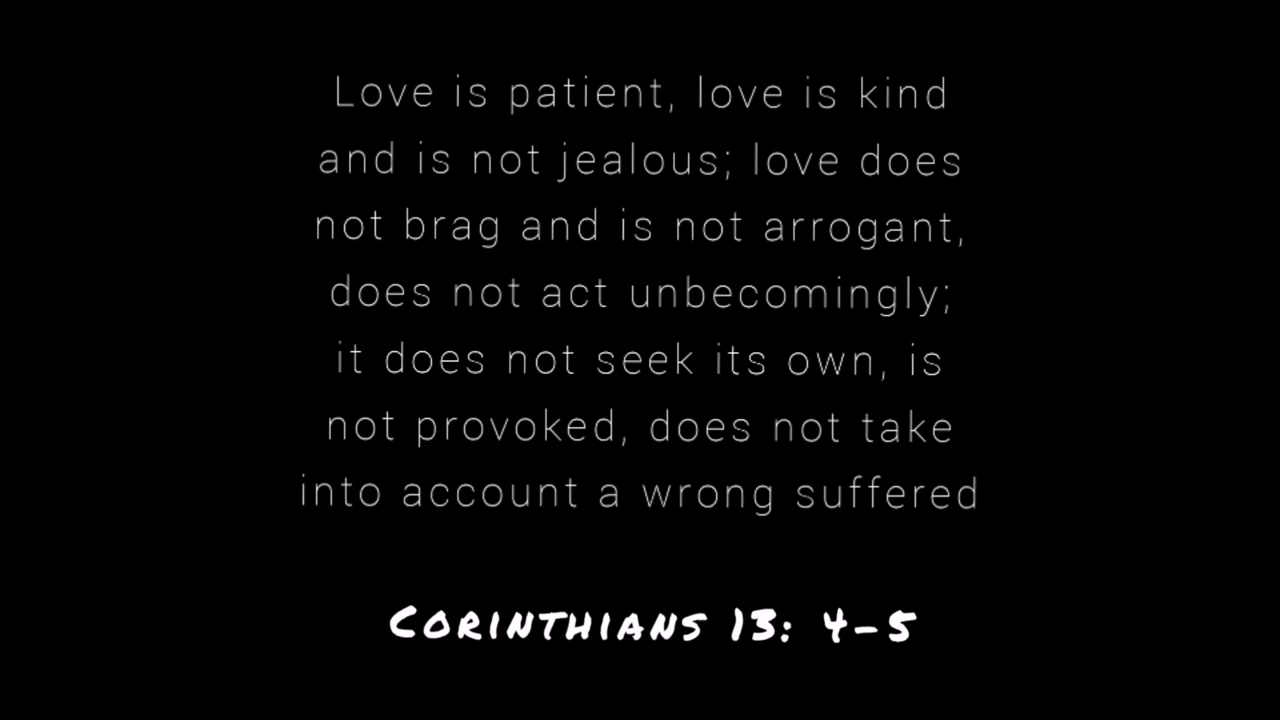 Love is patient, love is kind
and is not jealous; love does
not brag and is not arrogant,
does not act unbecomingly;
it does not seek its own, is
not provoked, does not take
into account a wrong suffered
Corinthians 13: 4-5